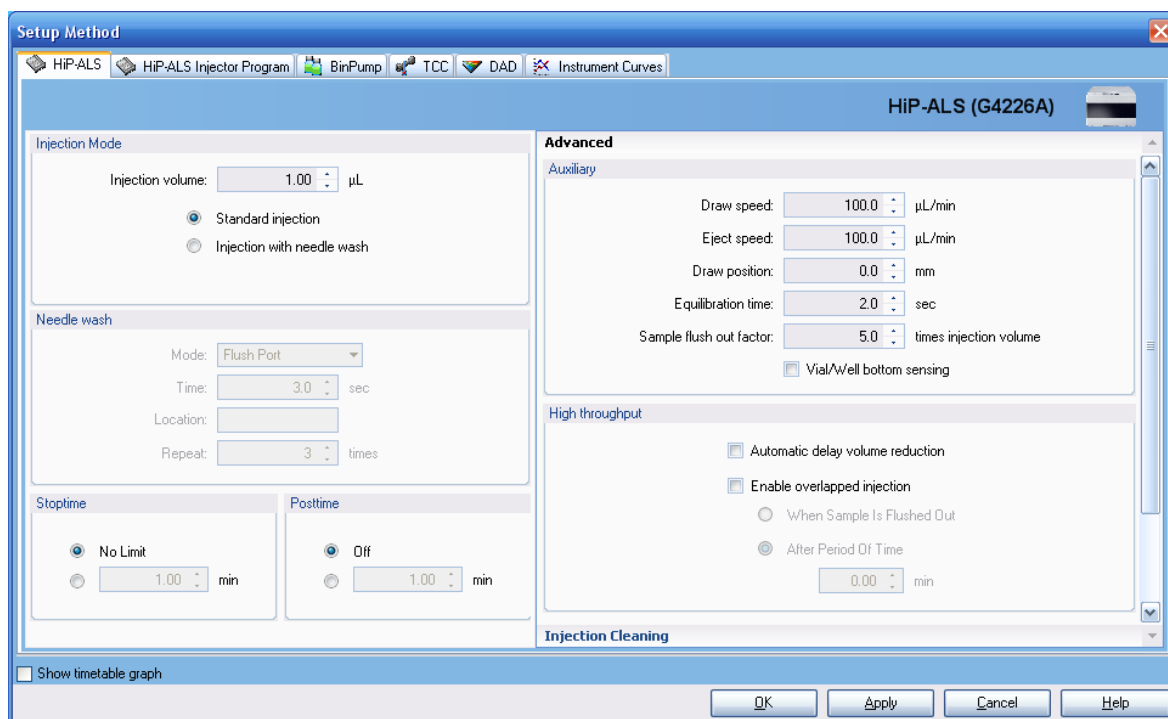 Setup Method
HiP-ALS
HiP-ALS Injector Program
BinPump
TCC
DAD
Instrument Curves
HiP-ALS (G4226A)
Injection Mode
Injection volume: 1.00 µL
Standard injection
Injection with needle wash
Needle wash
Mode: Flush Port
Time: 3.0 sec
Location:
Repeat: 3 times
Stoptime
No Limit
1.00 min
Posttime
Off
1.00 min
Advanced
Auxiliary
Draw speed: 100.0 µL/min
Eject speed: 100.0 µL/min
Draw position: 0.0 mm
Equilibration time: 2.0 sec
Sample flush out factor: 5.0 times injection volume
Vial/Well bottom sensing
High throughput
Automatic delay volume reduction
Enable overlapped injection
When Sample Is Flushed Out
After Period Of Time
0.00 min
Injection Cleaning
Show timetable graph
OK
Apply
Cancel
Help